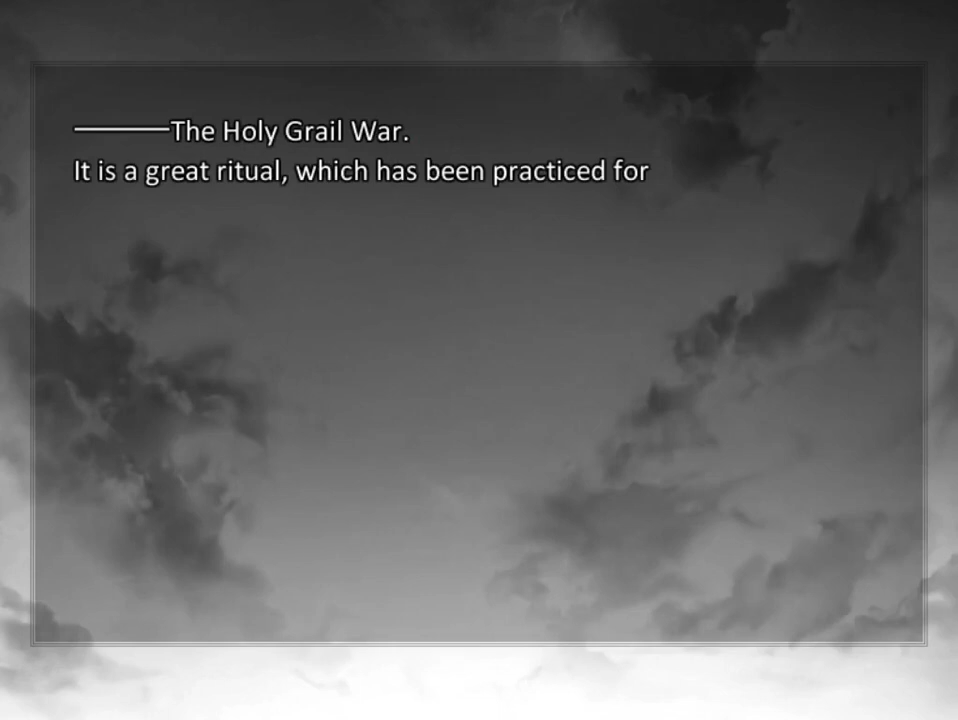 ————The Holy Grail War.
It is a great ritual, which has been practiced for